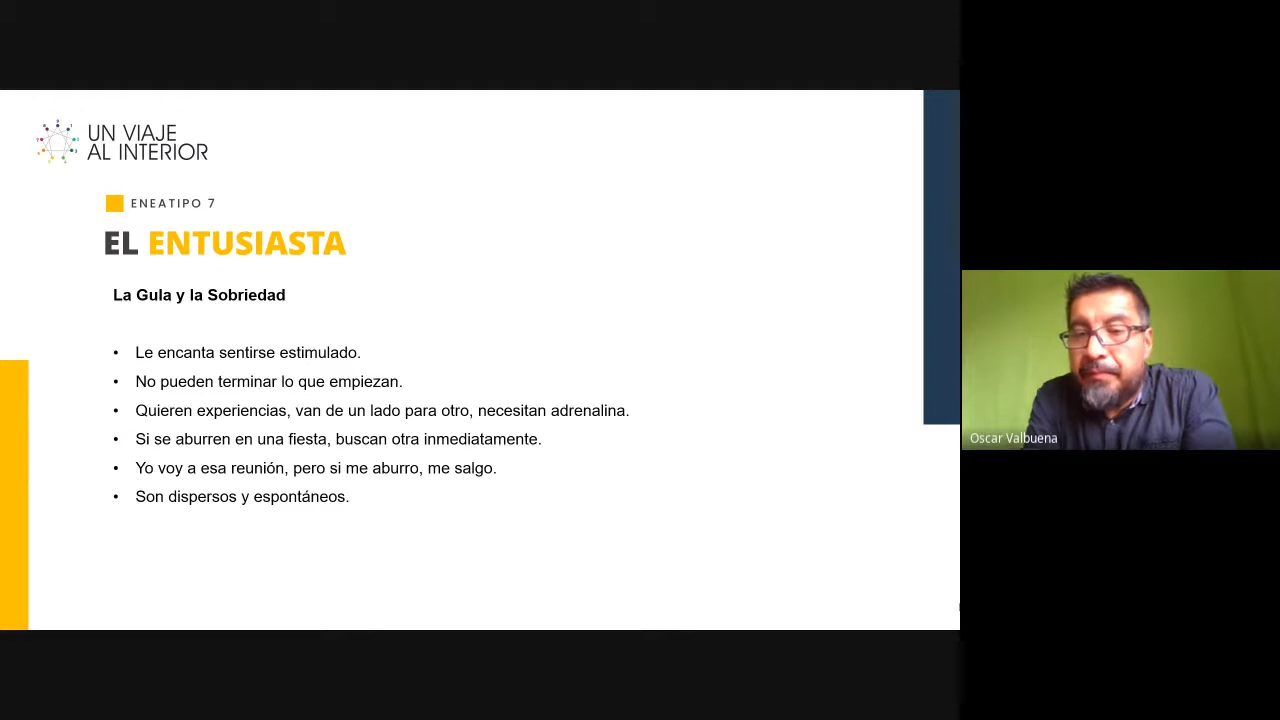 UN VIAJE
AL INTERIOR
ENEATIPO 7
EL ENTUSIASTA
La Gula y la Sobriedad
• Le encanta sentirse estimulado.
• No pueden terminar lo que empiezan.
• Quieren experiencias, van de un lado para otro, necesitan adrenalina.
• Si se aburren en una fiesta, buscan otra inmediatamente.
• Yo voy a esa reunión, pero si me aburro, me salgo.
• Son dispersos y espontáneos.
Oscar Valbuena